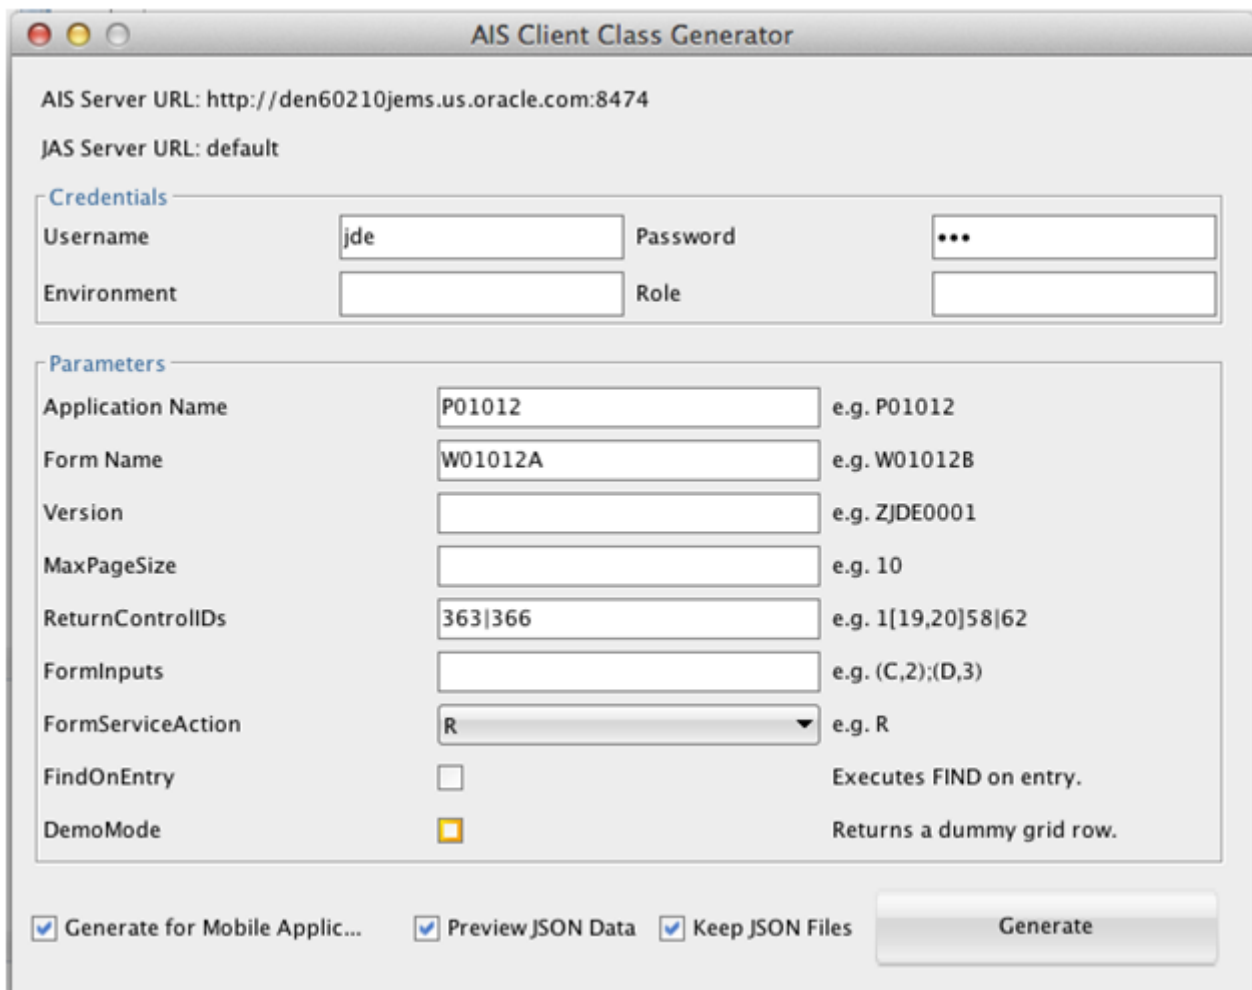 AIS Client Class Generator
AIS Server URL: http://den60210jems.us.oracle.com:8474
JAS Server URL: default
Credentials
Username jde Password •••
Environment Role
Parameters
Application Name P01012 e.g. P01012
Form Name W01012A e.g. W01012B
Version e.g. ZJDE0001
MaxPageSize e.g. 10
ReturnControlIDs 363|366 e.g. 1[19,20]58|62
FormInputs e.g. (C,2);(D,3)
FormServiceAction R e.g. R
FindOnEntry Executes FIND on entry.
DemoMode Returns a dummy grid row.
Generate for Mobile Applic... Preview JSON Data Keep JSON Files Generate